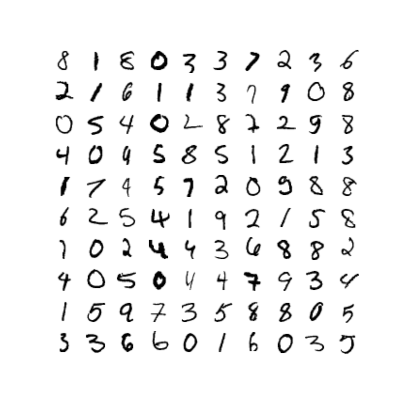 8 1 8 0 3 3 7 2 3 6
2 1 6 1 1 3 7 9 0 8
0 5 4 0 2 8 7 2 9 8
4 0 9 5 8 5 1 2 1 3
1 7 4 5 7 2 0 9 8 8
6 2 5 4 1 9 2 1 5 8
7 0 2 4 4 3 6 8 8 2
4 0 5 0 4 4 7 9 3 4
1 5 9 7 3 5 8 8 0 5
3 3 6 6 0 1 6 0 3 5